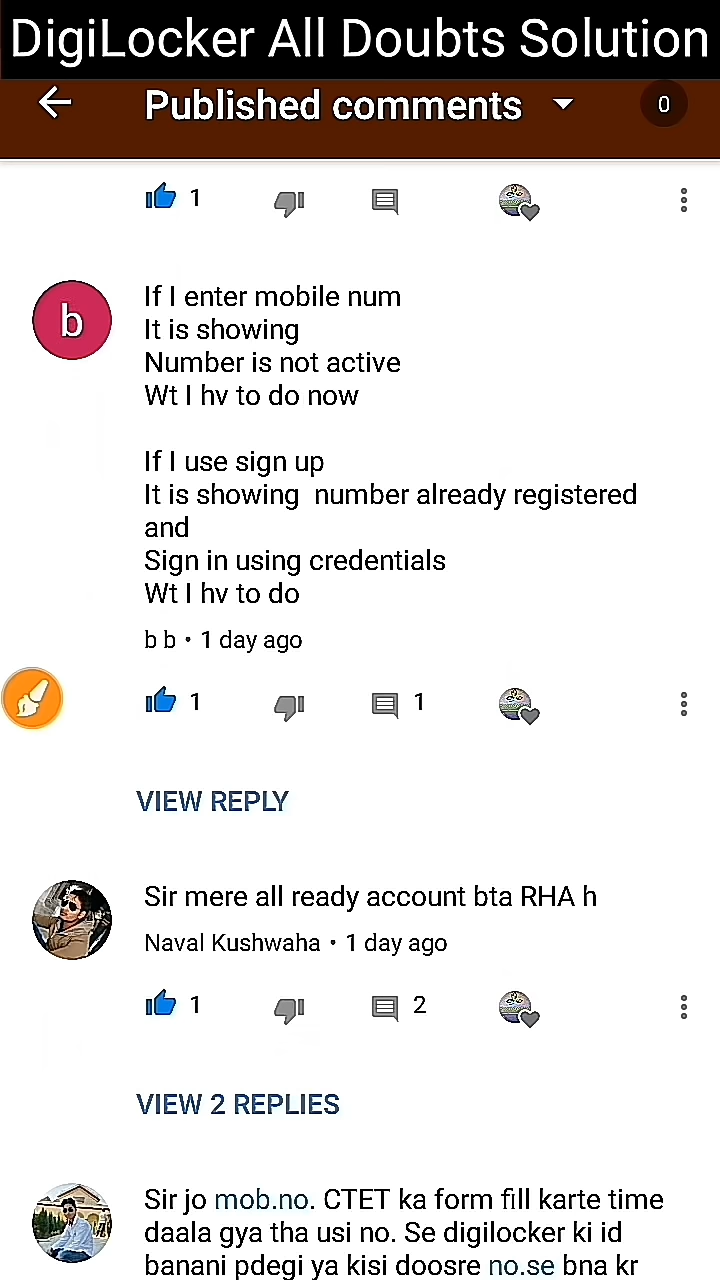 DigiLocker All Doubts Solution
Published comments
0
1
b
If I enter mobile num
It is showing
Number is not active
Wt I hv to do now
If I use sign up
It is showing number already registered
and
Sign in using credentials
Wt I hv to do
b b • 1 day ago
1
1
VIEW REPLY
Sir mere all ready account bta RHA h
Naval Kushwaha • 1 day ago
1
2
VIEW 2 REPLIES
Sir jo mob.no. CTET ka form fill karte time
daala gya tha usi no. Se digilocker ki id
banani pdegi ya kisi doosre no.se bna kr